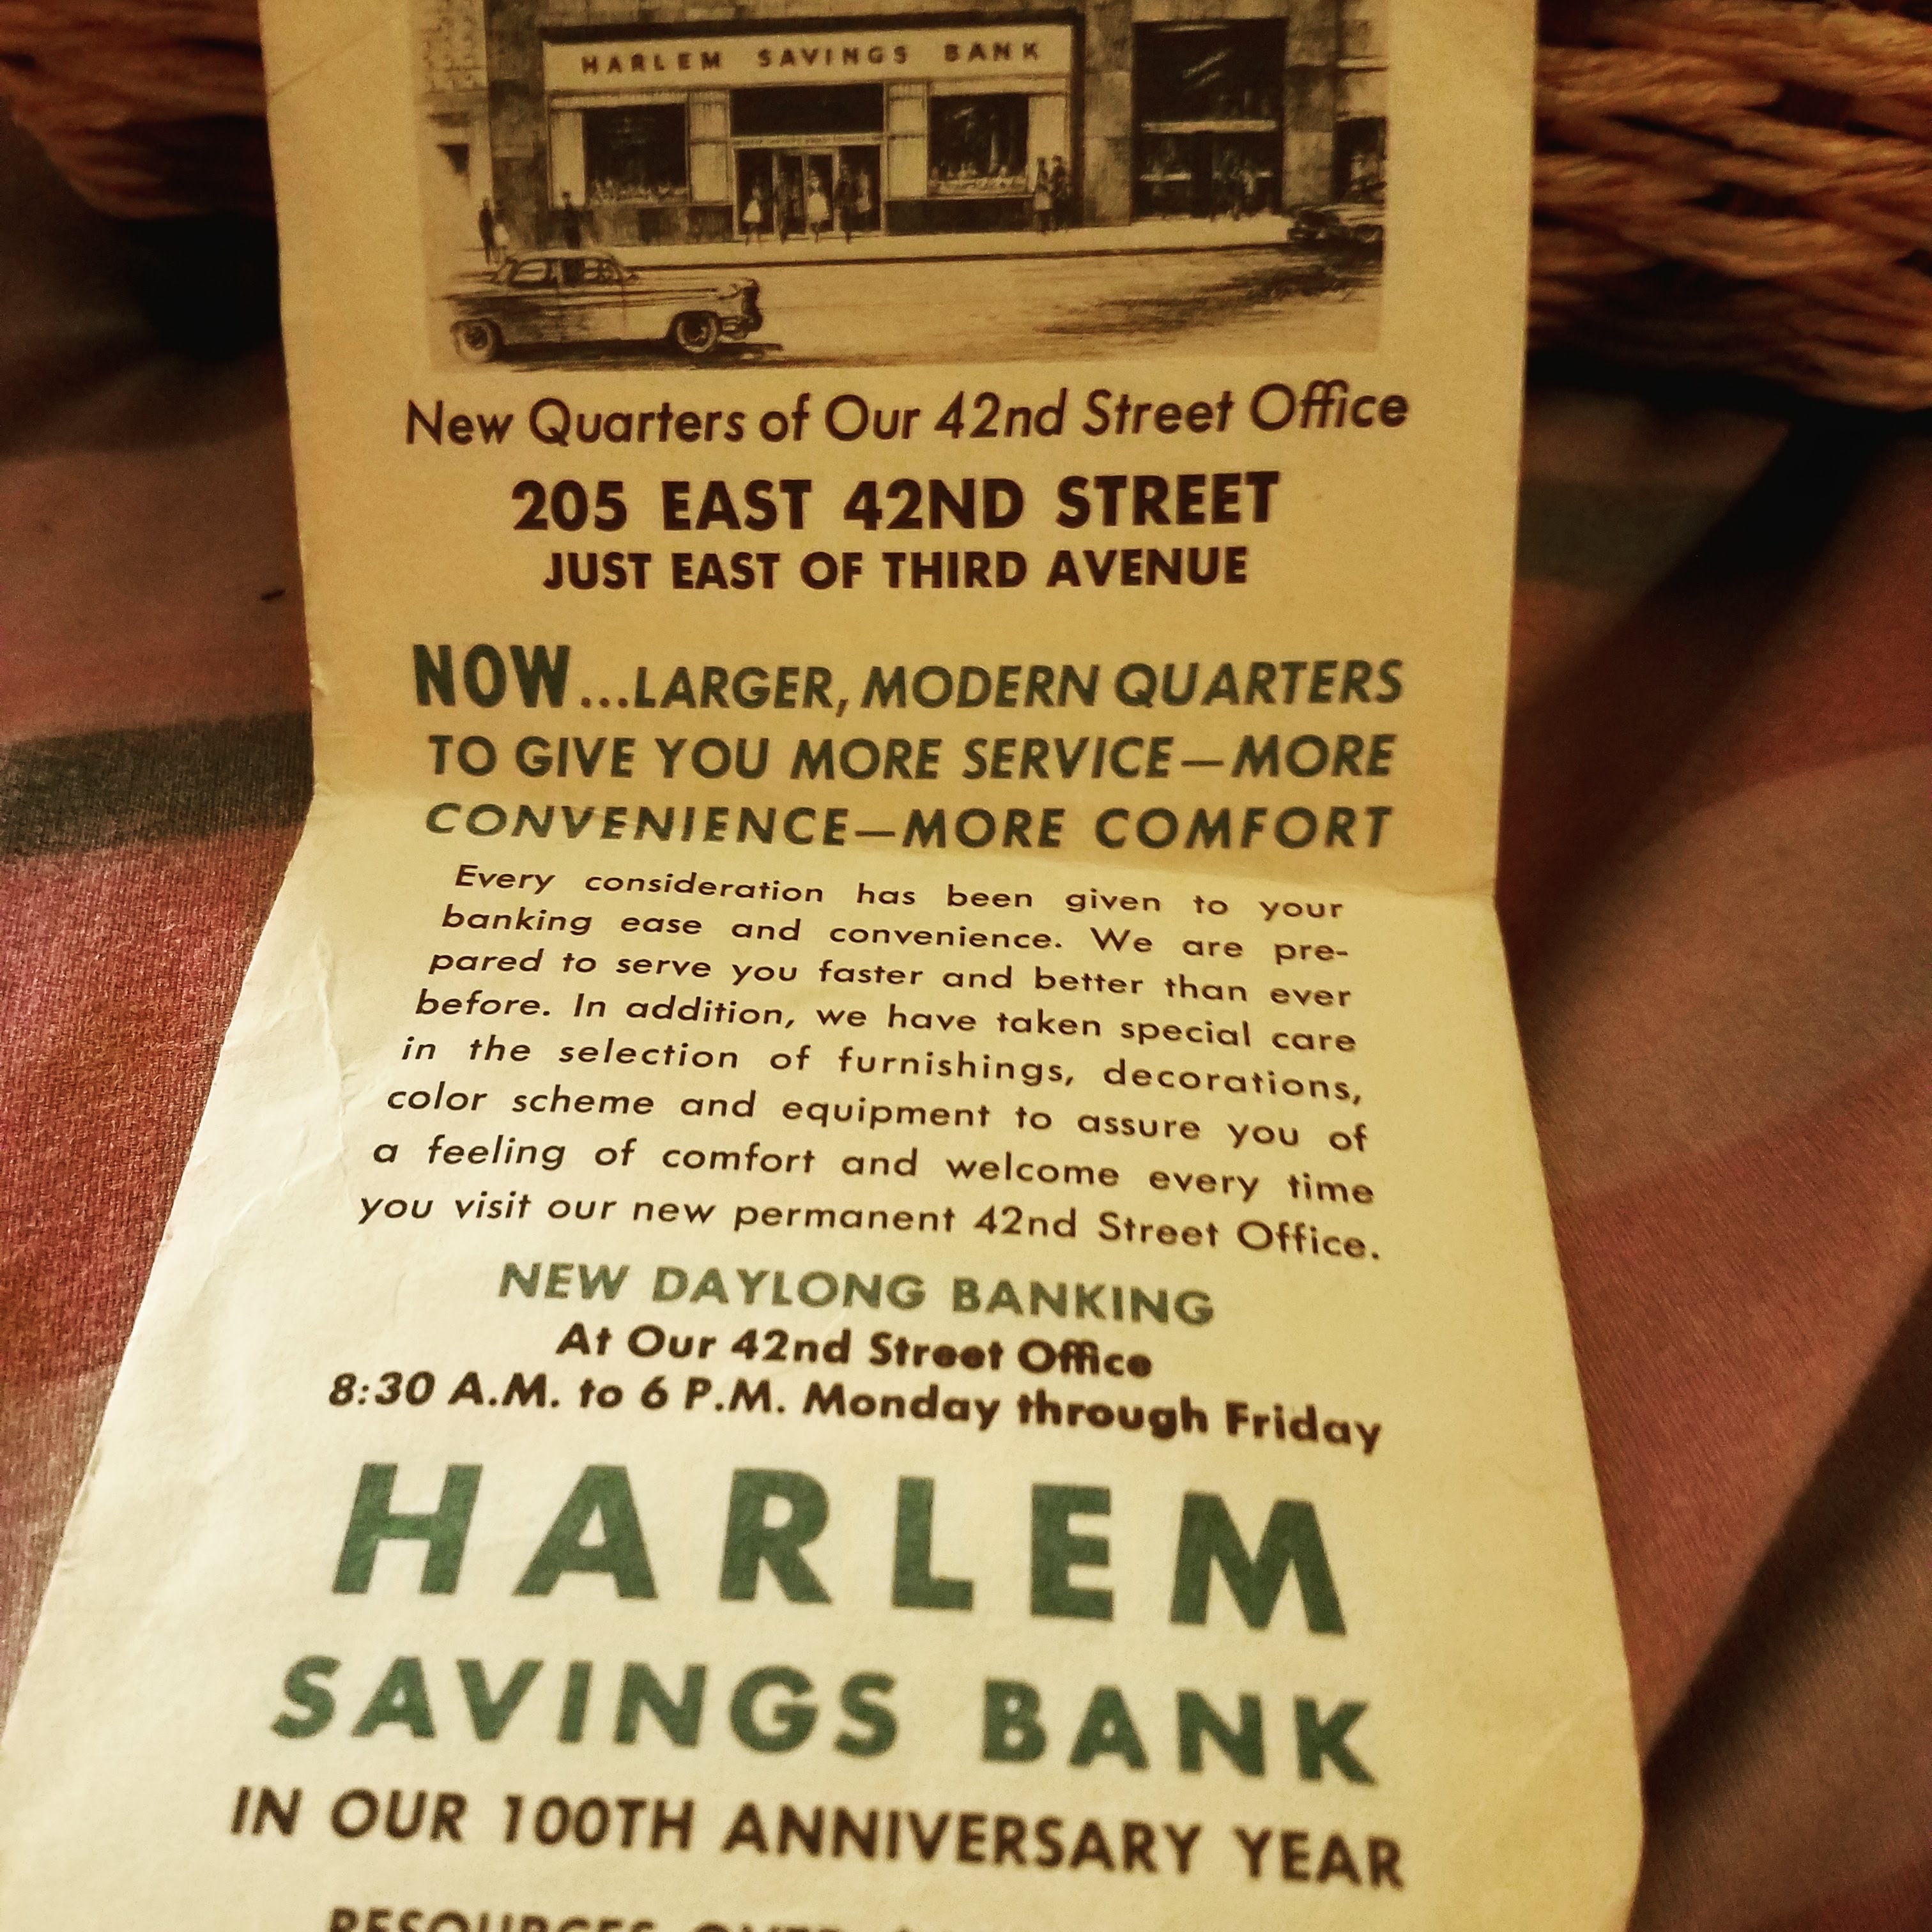 HARLEM SAVINGS BANK
New Quarters of Our 42nd Street Office
205 EAST 42ND STREET
JUST EAST OF THIRD AVENUE
NOW...LARGER, MODERN QUARTERS
TO GIVE YOU MORE SERVICE—MORE
CONVENIENCE—MORE COMFORT
Every consideration has been given to your
banking ease and convenience. We are pre-
pared to serve you faster and better than ever
before. In addition, we have taken special care
in the selection of furnishings, decorations,
color scheme and equipment to assure you of
a feeling of comfort and welcome every time
you visit our new permanent 42nd Street Office.
NEW DAYLONG BANKING
At Our 42nd Street Office
8:30 A.M. to 6 P.M. Monday through Friday
HARLEM
SAVINGS BANK
IN OUR 100TH ANNIVERSARY YEAR
RESOURCES OVER